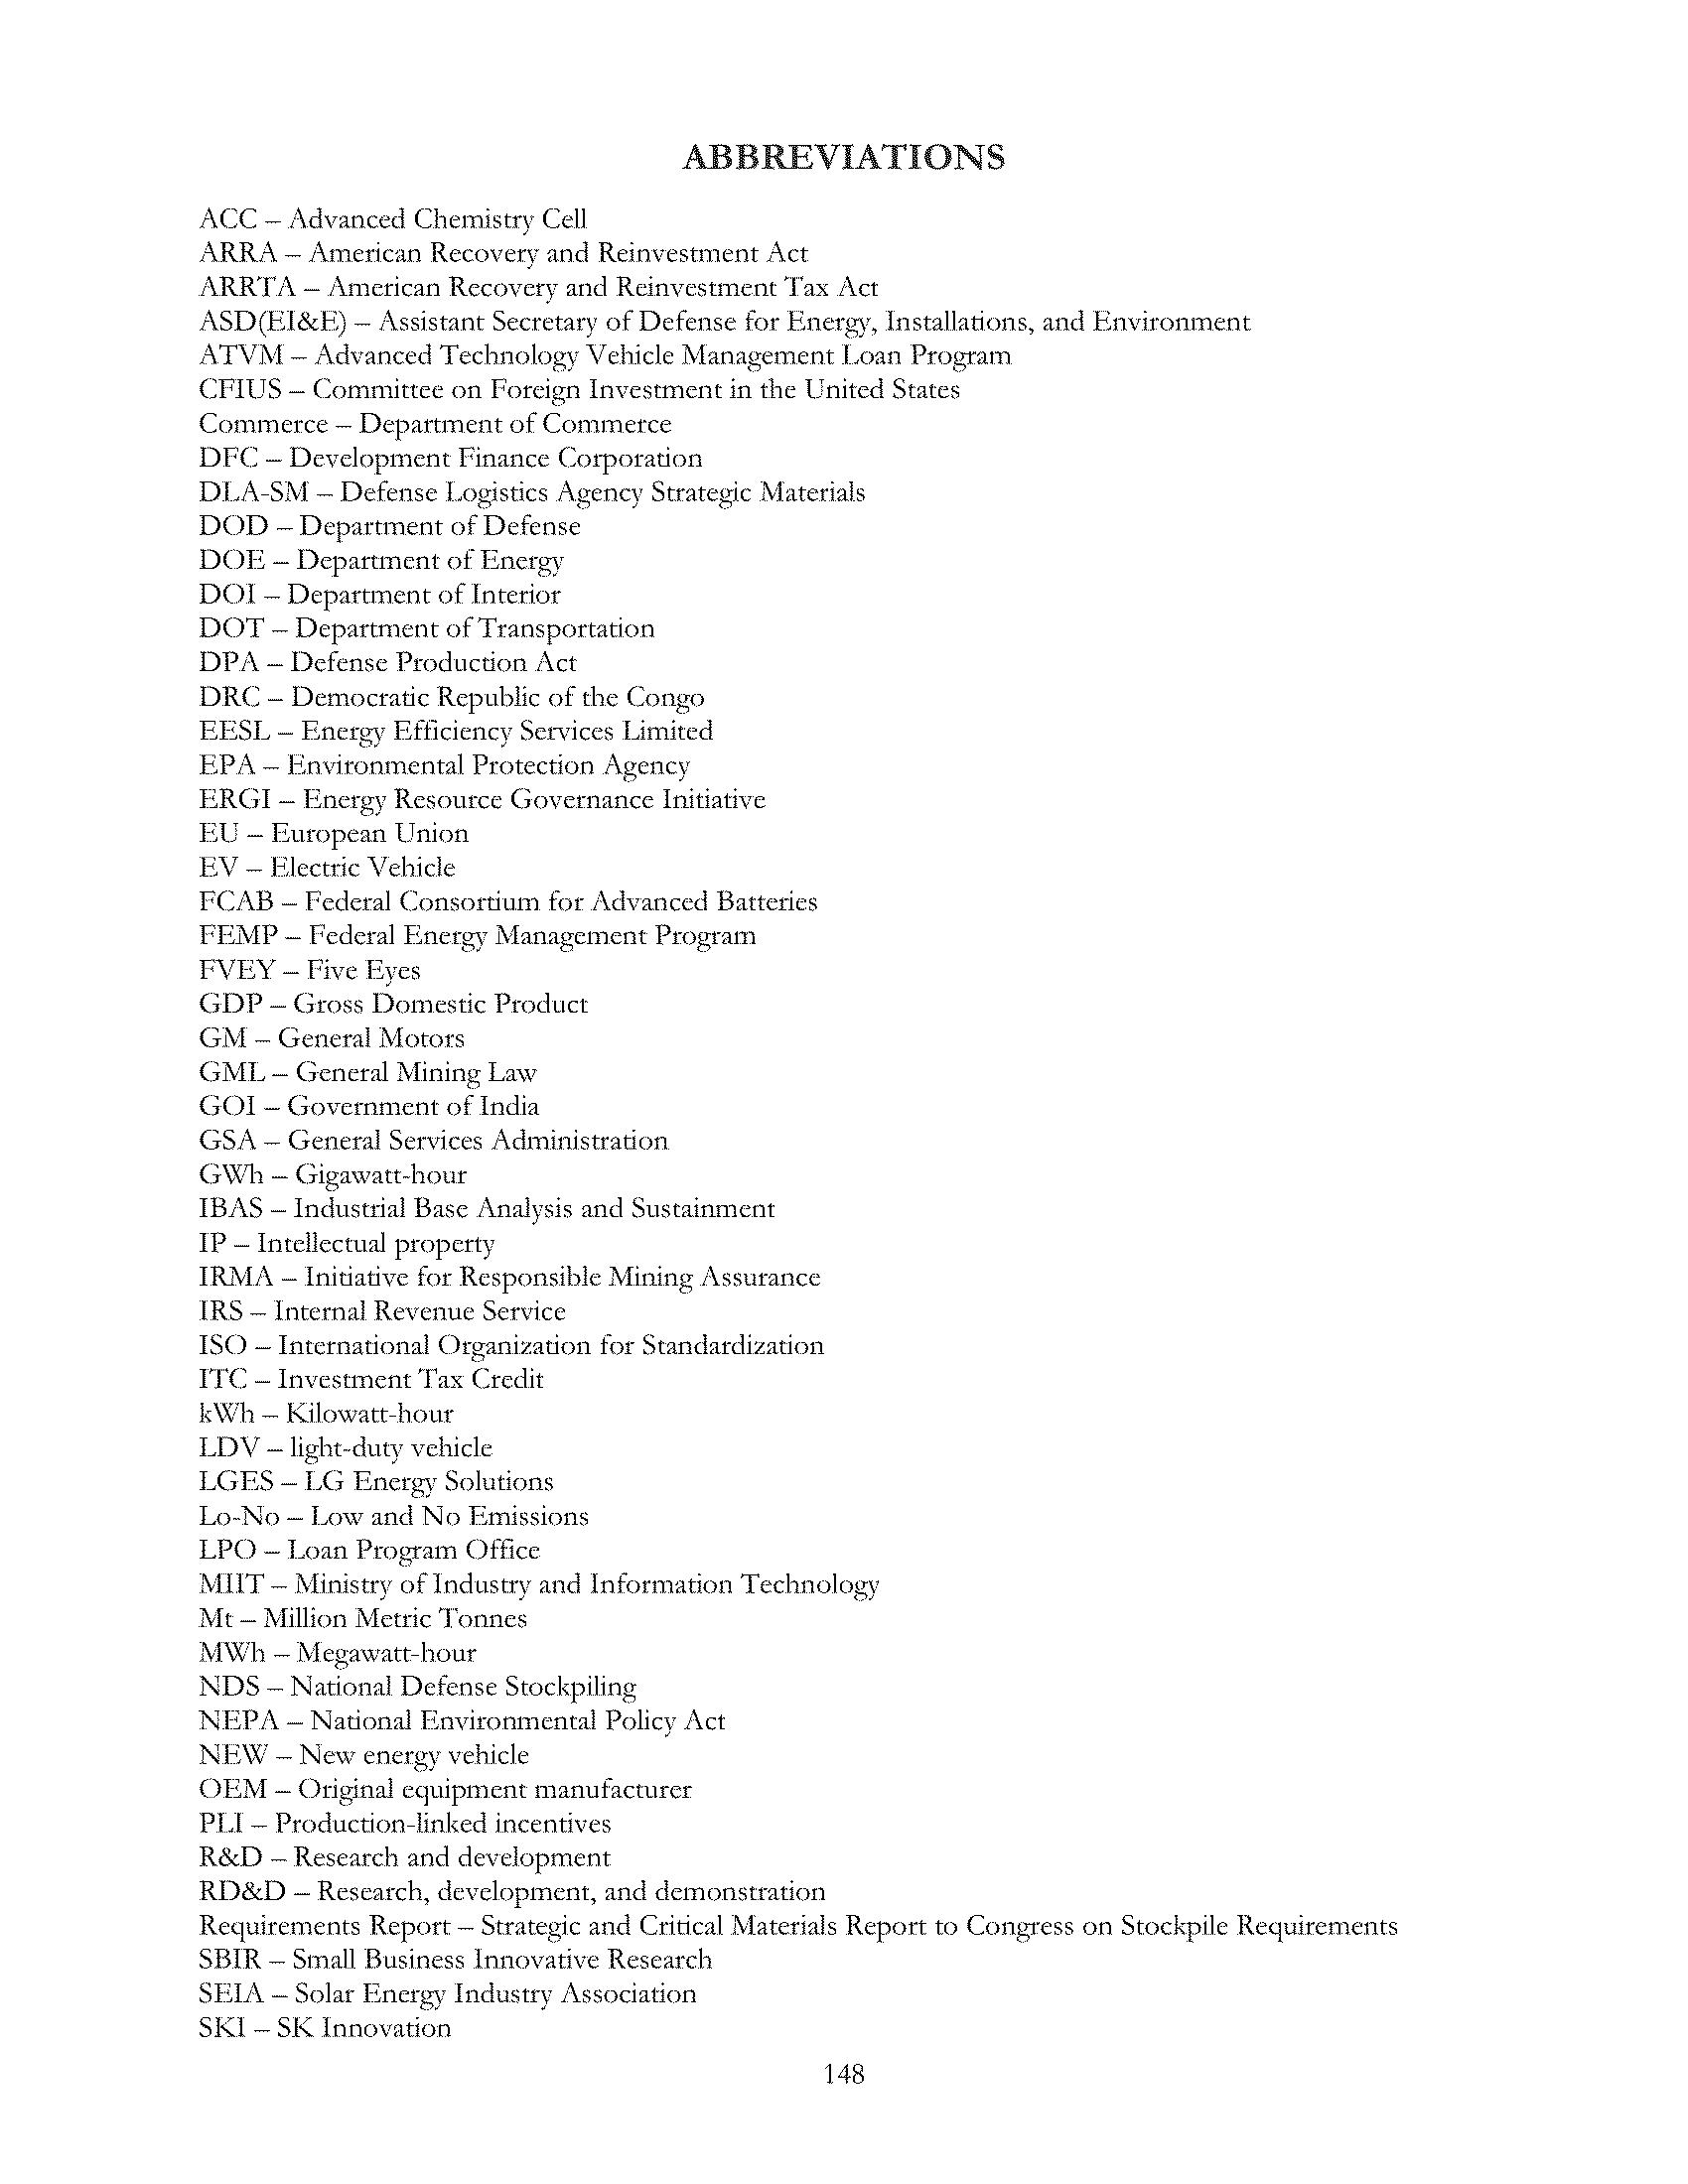 ABBREVIATIONS
ACC – Advanced Chemistry Cell
ARRA – American Recovery and Reinvestment Act
ARRTA – American Recovery and Reinvestment Tax Act
ASD(EI&E) – Assistant Secretary of Defense for Energy, Installations, and Environment
ATVM – Advanced Technology Vehicle Management Loan Program
CFIUS – Committee on Foreign Investment in the United States
Commerce – Department of Commerce
DFC – Development Finance Corporation
DLA-SM – Defense Logistics Agency Strategic Materials
DOD – Department of Defense
DOE – Department of Energy
DOI – Department of Interior
DOT – Department of Transportation
DPA – Defense Production Act
DRC – Democratic Republic of the Congo
EESL – Energy Efficiency Services Limited
EPA – Environmental Protection Agency
ERGI – Energy Resource Governance Initiative
EU – European Union
EV – Electric Vehicle
FCAB – Federal Consortium for Advanced Batteries
FEMP – Federal Energy Management Program
FVEY – Five Eyes
GDP – Gross Domestic Product
GM – General Motors
GML – General Mining Law
GOI – Government of India
GSA – General Services Administration
GWh – Gigawatt-hour
IBAS – Industrial Base Analysis and Sustainment
IP – Intellectual property
IRMA – Initiative for Responsible Mining Assurance
IRS – Internal Revenue Service
ISO – International Organization for Standardization
ITC – Investment Tax Credit
kWh – Kilowatt-hour
LDV – light-duty vehicle
LGES – LG Energy Solutions
Lo-No – Low and No Emissions
LPO – Loan Program Office
MIIT – Ministry of Industry and Information Technology
Mt – Million Metric Tonnes
MWh – Megawatt-hour
NDS – National Defense Stockpiling
NEPA – National Environmental Policy Act
NEW – New energy vehicle
OEM – Original equipment manufacturer
PLI – Production-linked incentives
R&D – Research and development
RD&D – Research, development, and demonstration
Requirements Report – Strategic and Critical Materials Report to Congress on Stockpile Requirements
SBIR – Small Business Innovative Research
SEIA – Solar Energy Industry Association
SKI – SK Innovation
148